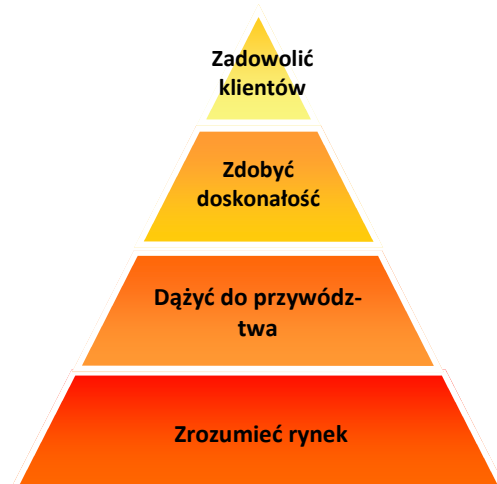 Zadowolić
klientów
Zdobyć
doskonałość
Dążyć do przywódz-
twa
Zrozumieć rynek